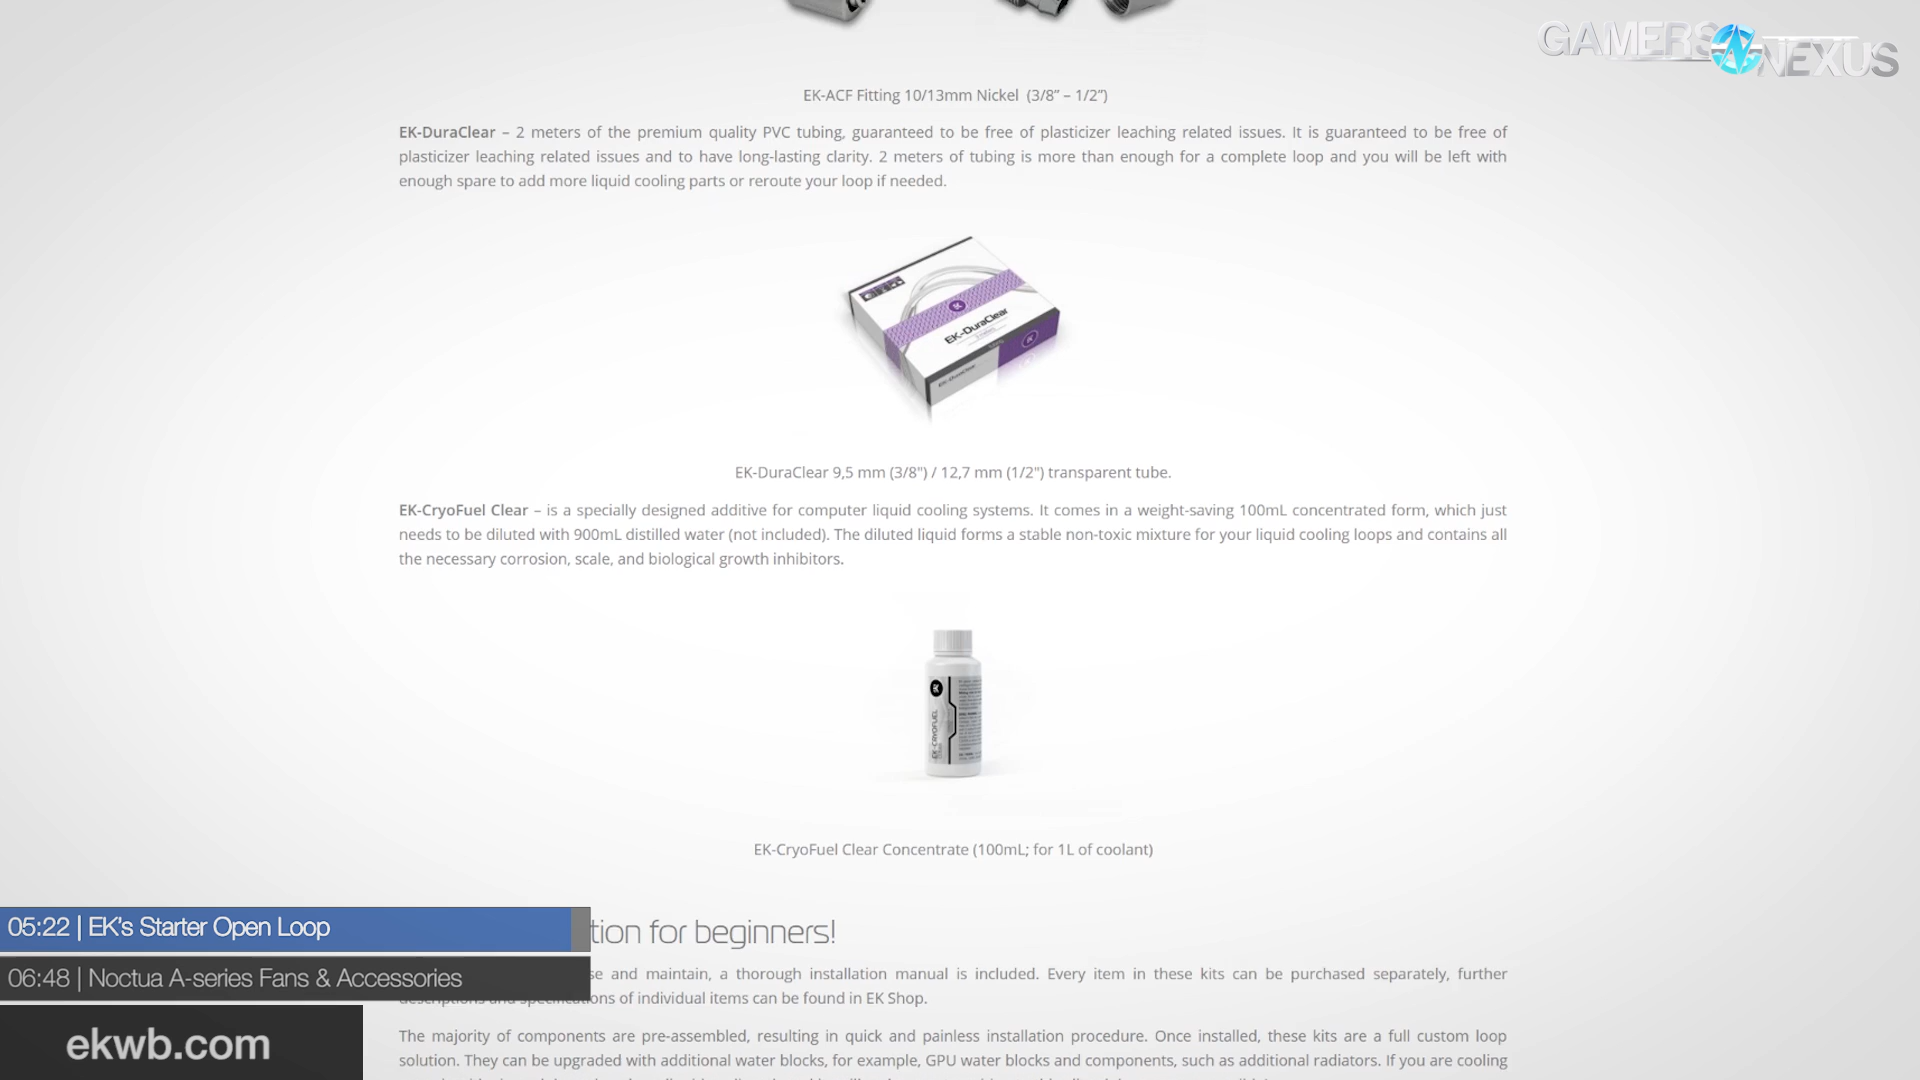 GAMERS NEXUS
EK-ACF Fitting 10/13mm Nickel (3/8” – 1/2”)
EK-DuraClear – 2 meters of the premium quality PVC tubing, guaranteed to be free of plasticizer leaching related issues. It is guaranteed to be free of
plasticizer leaching related issues and to have long-lasting clarity. 2 meters of tubing is more than enough for a complete loop and you will be left with
enough spare to add more liquid cooling parts or reroute your loop if needed.
EK-DuraClear
EK-DuraClear 9,5 mm (3/8") / 12,7 mm (1/2") transparent tube.
EK-CryoFuel Clear – is a specially designed additive for computer liquid cooling systems. It comes in a weight-saving 100mL concentrated form, which just
needs to be diluted with 900mL distilled water (not included). The diluted liquid forms a stable non-toxic mixture for your liquid cooling loops and contains all
the necessary corrosion, scale, and biological growth inhibitors.
EK-CRYOFUEL
EK-CryoFuel Clear Concentrate (100mL; for 1L of coolant)
05:22 | EK's Starter Open Loop
tion for beginners!
06:48 | Noctua A-series Fans & Accessories
se and maintain, a thorough installation manual is included. Every item in these kits can be purchased separately, further
descriptions and specifications of individual items can be found in EK Shop.
ekwb.com
The majority of components are pre-assembled, resulting in quick and painless installation procedure. Once installed, these kits are a full custom loop
solution. They can be upgraded with additional water blocks, for example, GPU water blocks and components, such as additional radiators. If you are cooling